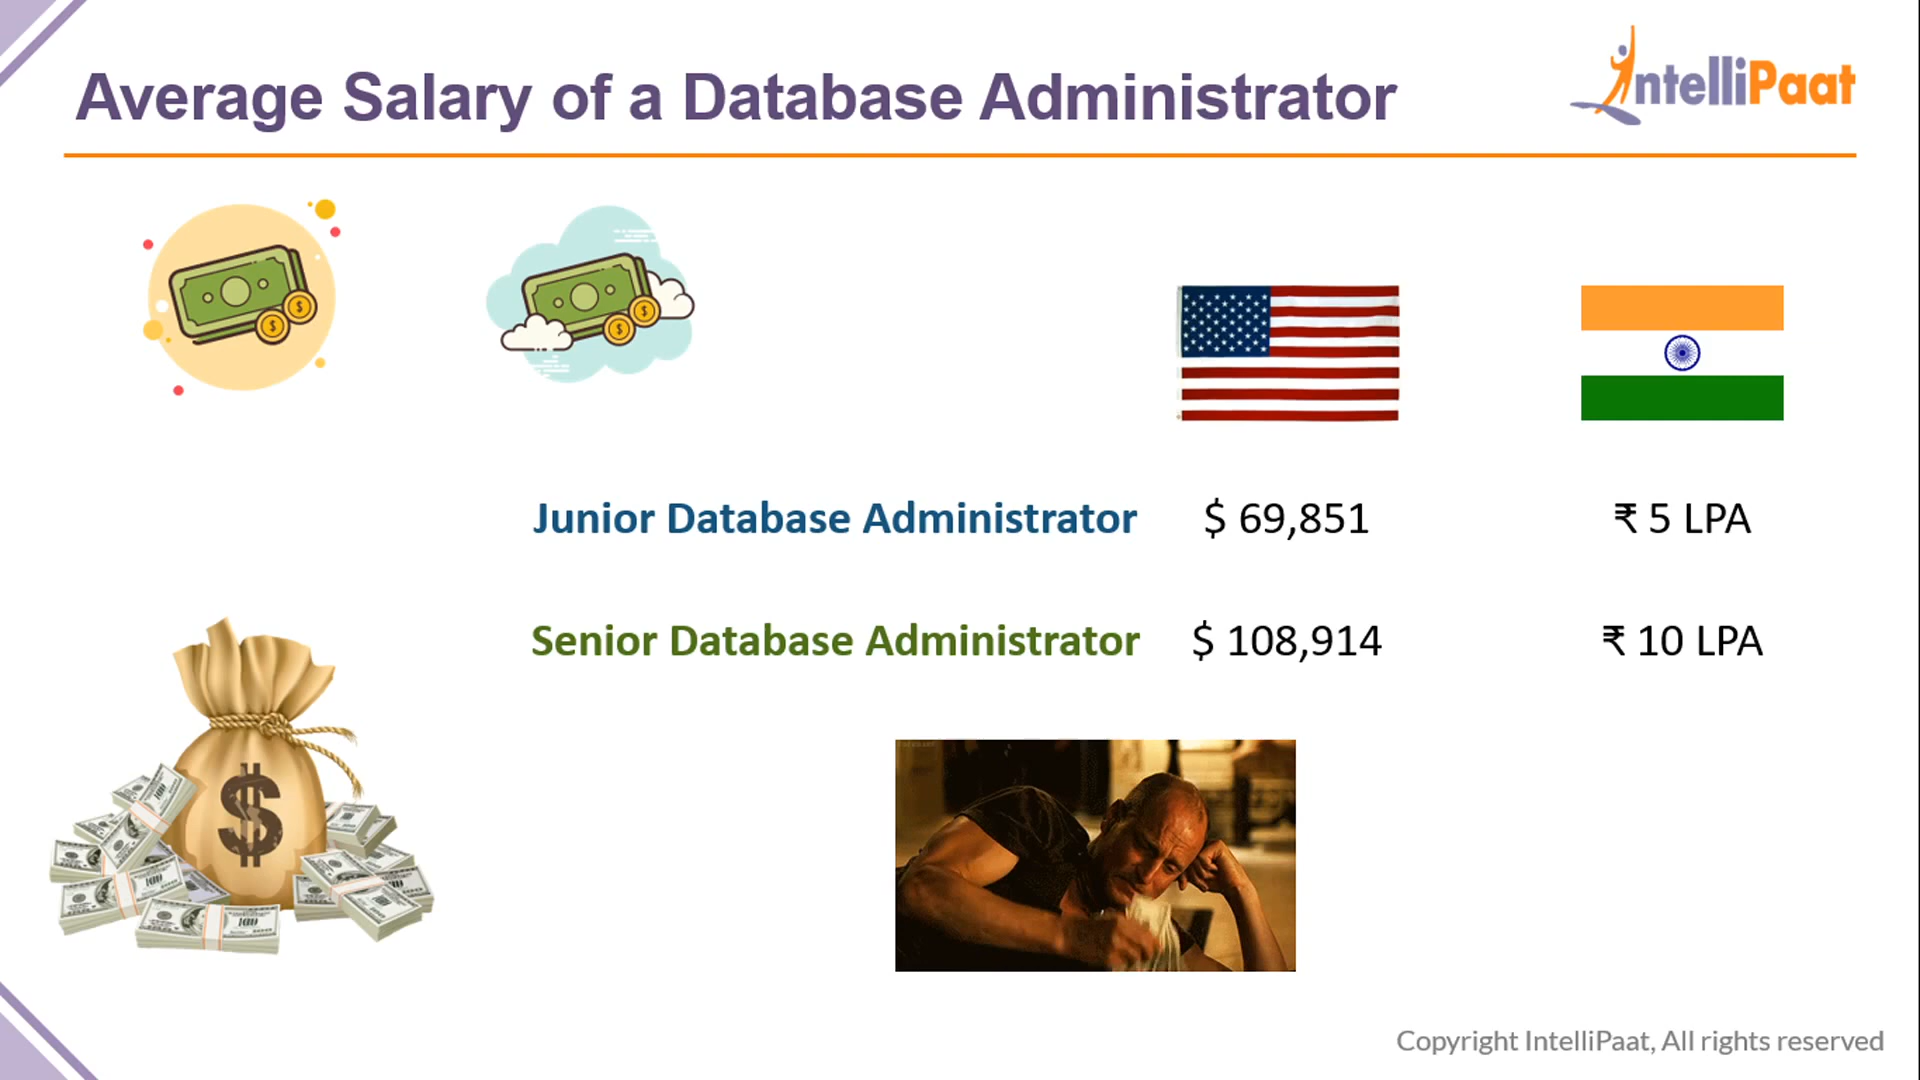 Average Salary of a Database Administrator
IntelliPaat
Junior Database Administrator $ 69,851 ₹ 5 LPA
Senior Database Administrator $ 108,914 ₹ 10 LPA
$
Copyright IntelliPaat, All rights reserved